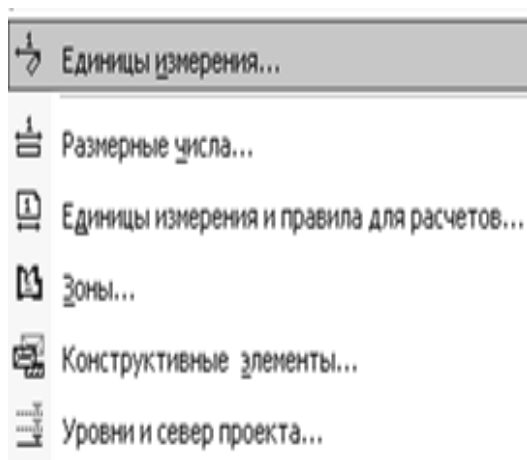 Единицы измерения...
Размерные числа...
Единицы измерения и правила для расчетов...
Зоны...
Конструктивные элементы...
Уровни и север проекта...